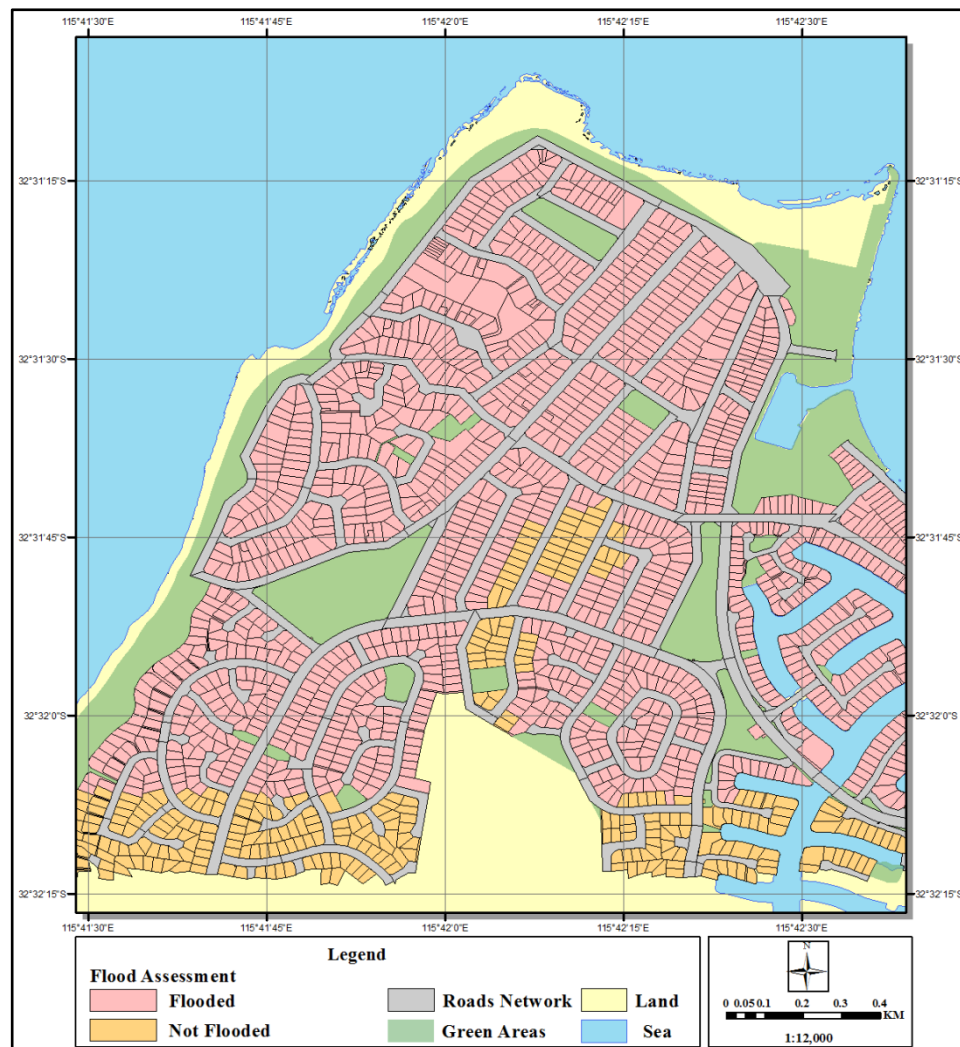 115°41'30"E 115°41'45"E 115°42'0"E 115°42'15"E 115°42'30"E
32°31'15"S 32°31'15"S
32°31'30"S 32°31'30"S
32°31'45"S 32°31'45"S
32°32'0"S 32°32'0"S
32°32'15"S 32°32'15"S
115°41'30"E 115°41'45"E 115°42'0"E 115°42'15"E 115°42'30"E
Legend
Flood Assessment
Flooded
Not Flooded
Roads Network
Green Areas
Land
Sea
N
0 0.05 0.1 0.2 0.3 0.4
KM
1:12,000